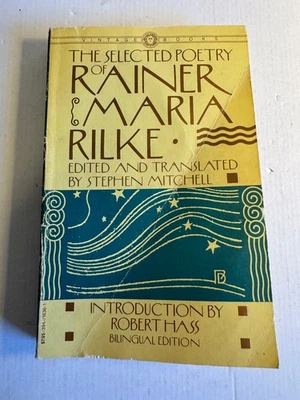 VINTAGE BOOKS
THE SELECTED POETRY
OF
RAINER
MARIA
RILKE •
EDITED AND TRANSLATED
BY STEPHEN MITCHELL
B
INTRODUCTION BY
ROBERT HASS
BILINGUAL EDITION